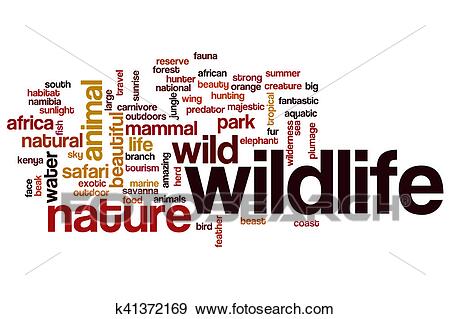 fauna
reserve
forest african strong summer
south
habitat
namibia
sunlight
large
travel
sunrise
national beauty orange creature big
carnivore
jungle
wing hunting
tropical
fantastic
outdoors
predator majestic
aquatic
africa
fish
animal
beautiful
mammal
park
fur
wilderness
sea
plumage
natural
life
wild
elephant
kenya
sky
water
branch
amazing
safari
tourism
herd
wildlife
face
beak
exotic
outdoor
marine
savanna
food animals
nature
bird
feather
beast
coast
Fotosearch
k41372169 www.fotosearch.com